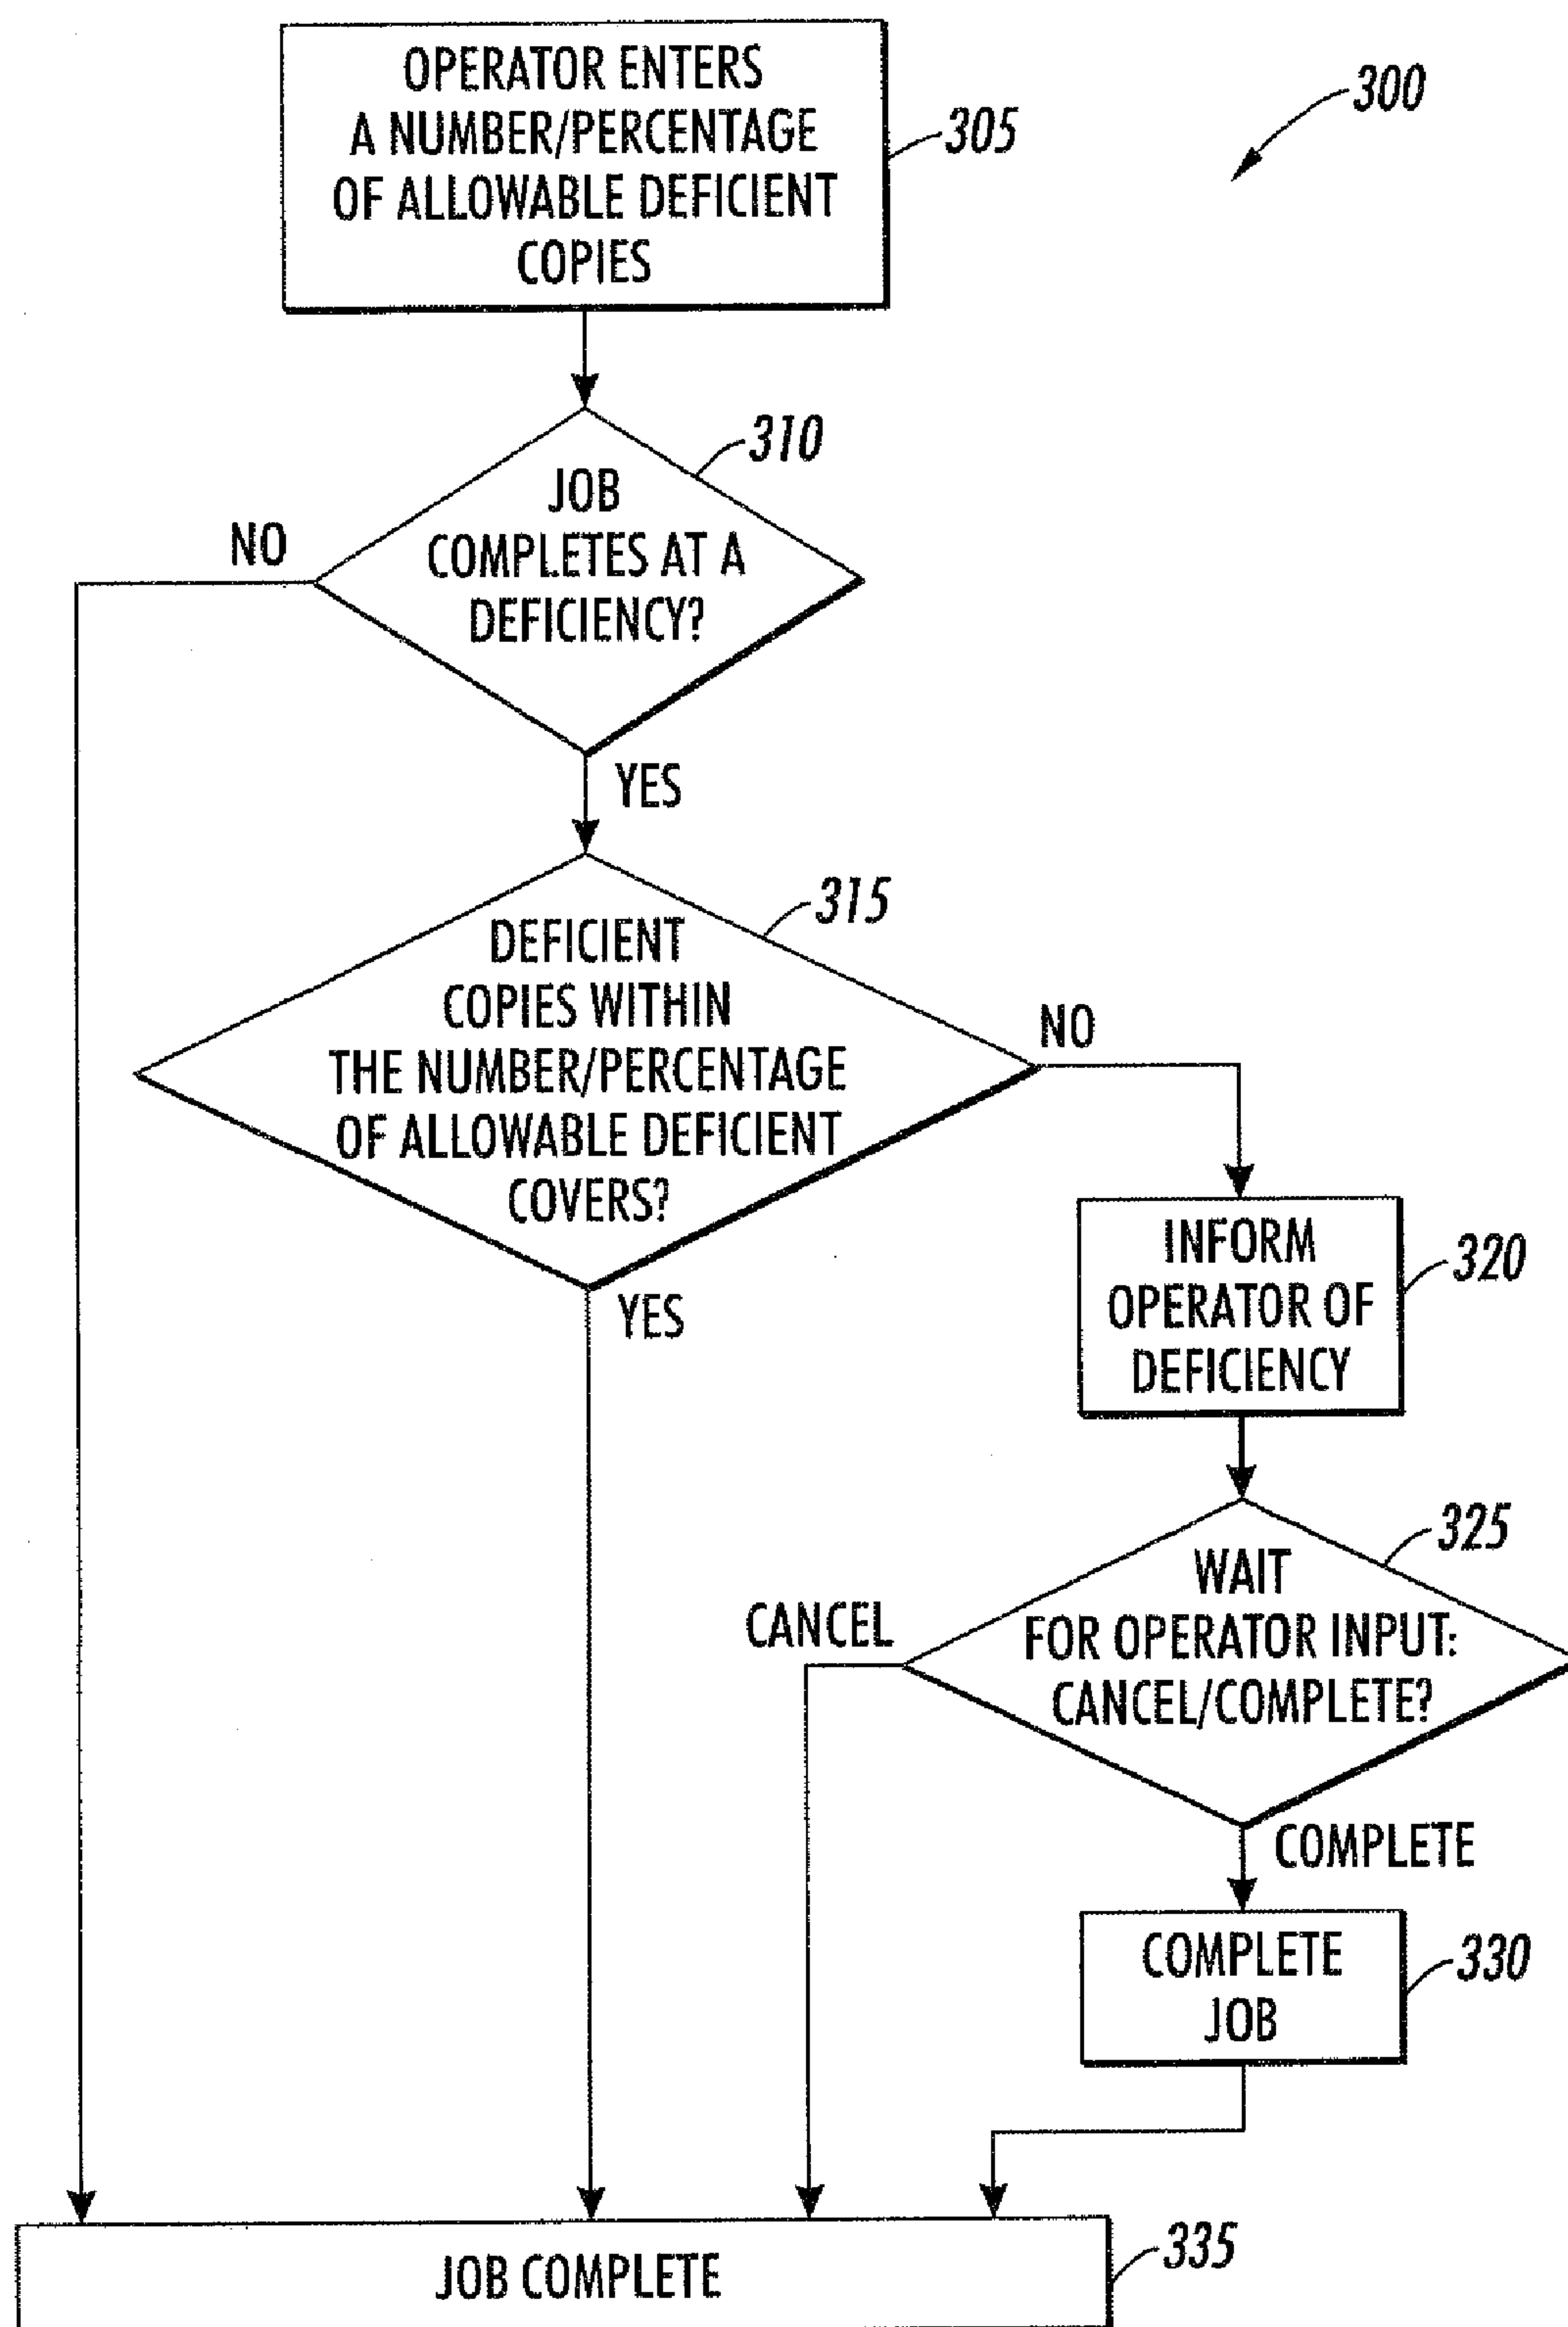 OPERATOR ENTERS
A NUMBER/PERCENTAGE
OF ALLOWABLE DEFICIENT
COPIES
305
300
310
JOB
COMPLETES AT A
DEFICIENCY?
NO
YES
315
DEFICIENT
COPIES WITHIN
THE NUMBER/PERCENTAGE
OF ALLOWABLE DEFICIENT
COVERS?
NO
YES
INFORM
OPERATOR OF
DEFICIENCY
320
325
WAIT
FOR OPERATOR INPUT:
CANCEL/COMPLETE?
CANCEL
COMPLETE
COMPLETE
JOB
330
JOB COMPLETE
335